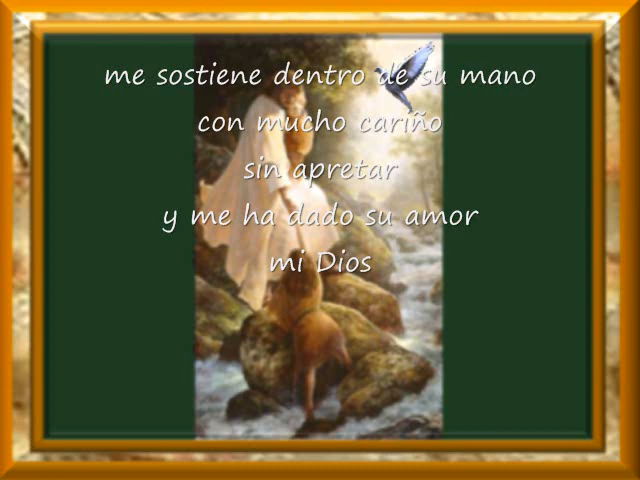 me sostiene dentro de su mano
con mucho cariño
sin apretar
y me ha dado su amor
mi Dios